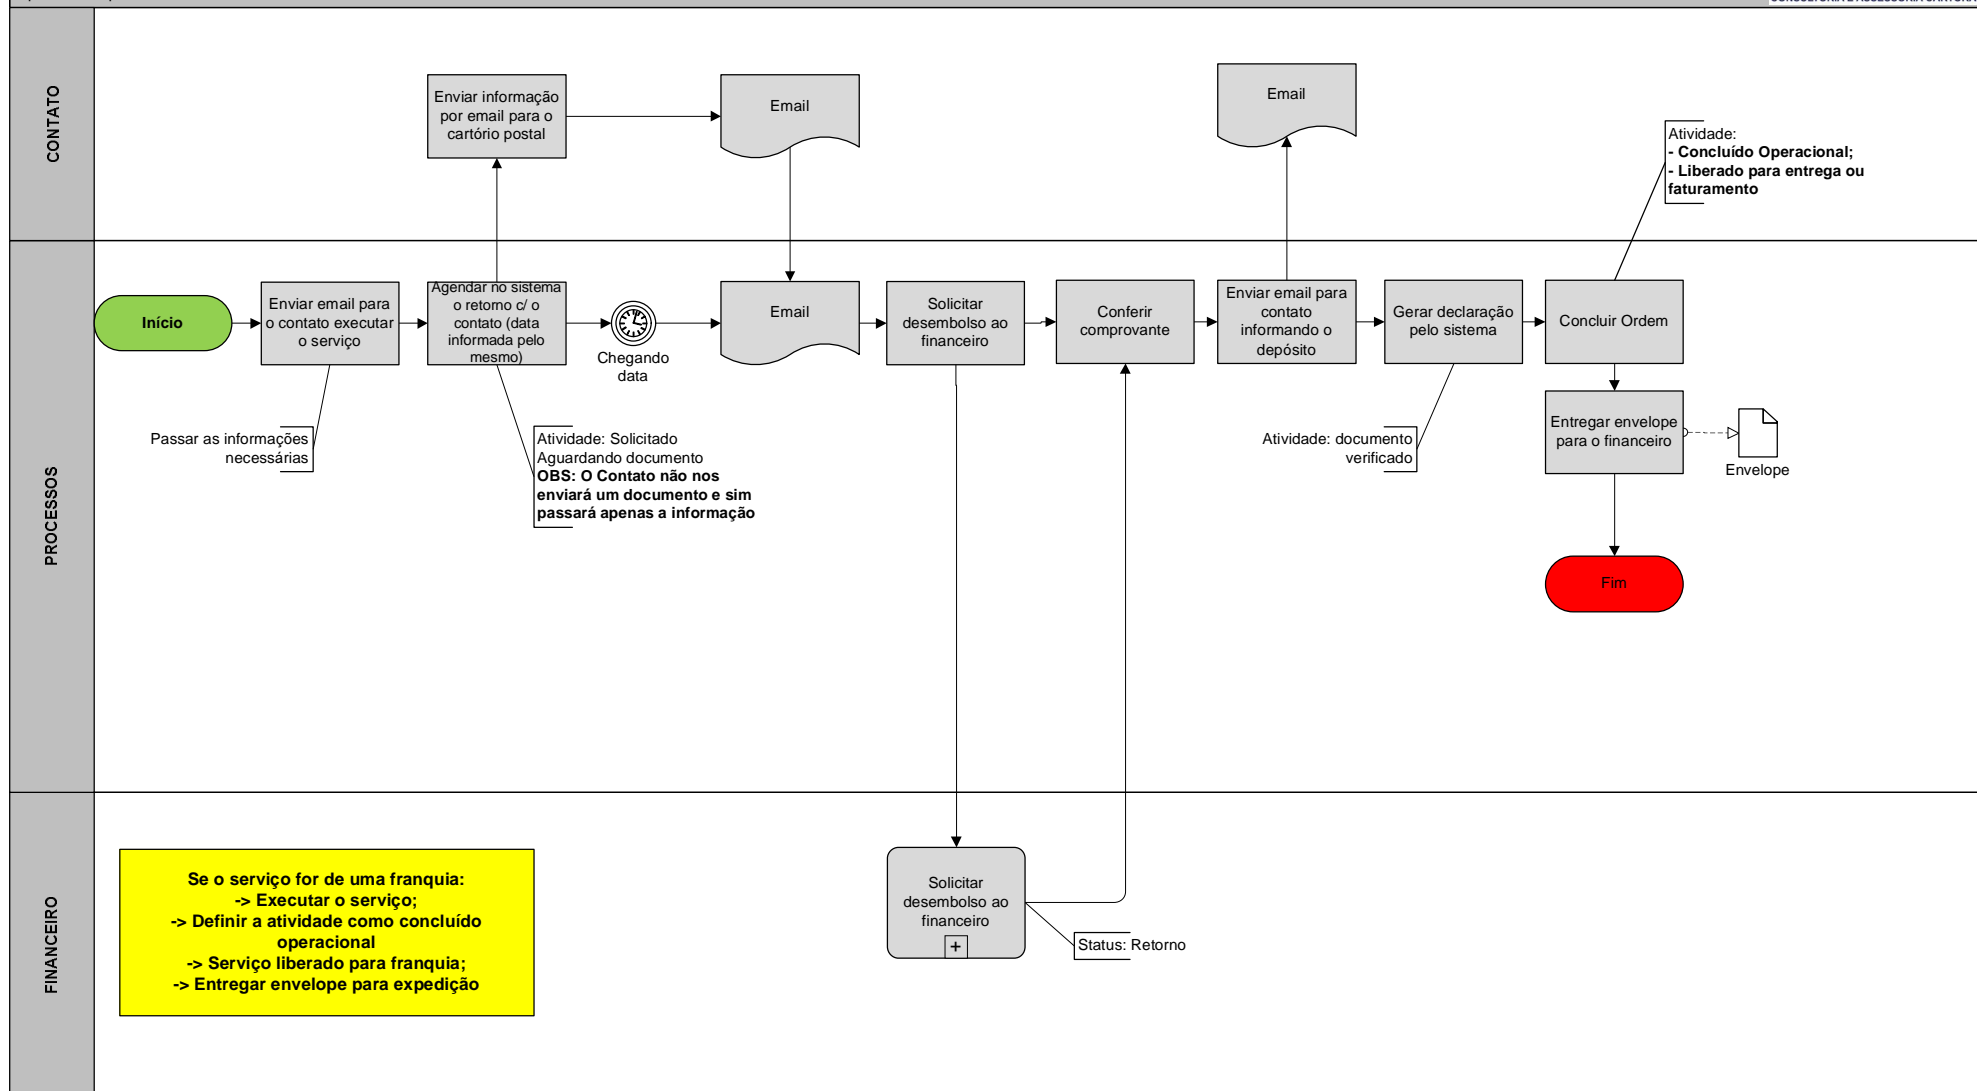 CONTATO
Enviar informação
por email para o
cartório postal
Email
Email
Atividade:
- Concluído Operacional;
- Liberado para entrega ou
faturamento
PROCESSOS
Início
Enviar email para
o contato executar
o serviço
Agendar no sistema
o retorno c/ o
contato (data
informada pelo
mesmo)
Chegando
data
Email
Solicitar
desembolso ao
financeiro
Conferir
comprovante
Enviar email para
contato
informando o
depósito
Gerar declaração
pelo sistema
Concluir Ordem
Passar as informações
necessárias
Atividade: Solicitado
Aguardando documento
OBS: O Contato não nos
enviará um documento e sim
passará apenas a informação
Atividade: documento
verificado
Entregar envelope
para o financeiro
Envelope
Fim
FINANCEIRO
Se o serviço for de uma franquia:
-> Executar o serviço;
-> Definir a atividade como concluído
operacional
-> Serviço liberado para franquia;
-> Entregar envelope para expedição
Solicitar
desembolso ao
financeiro
+
Status: Retorno